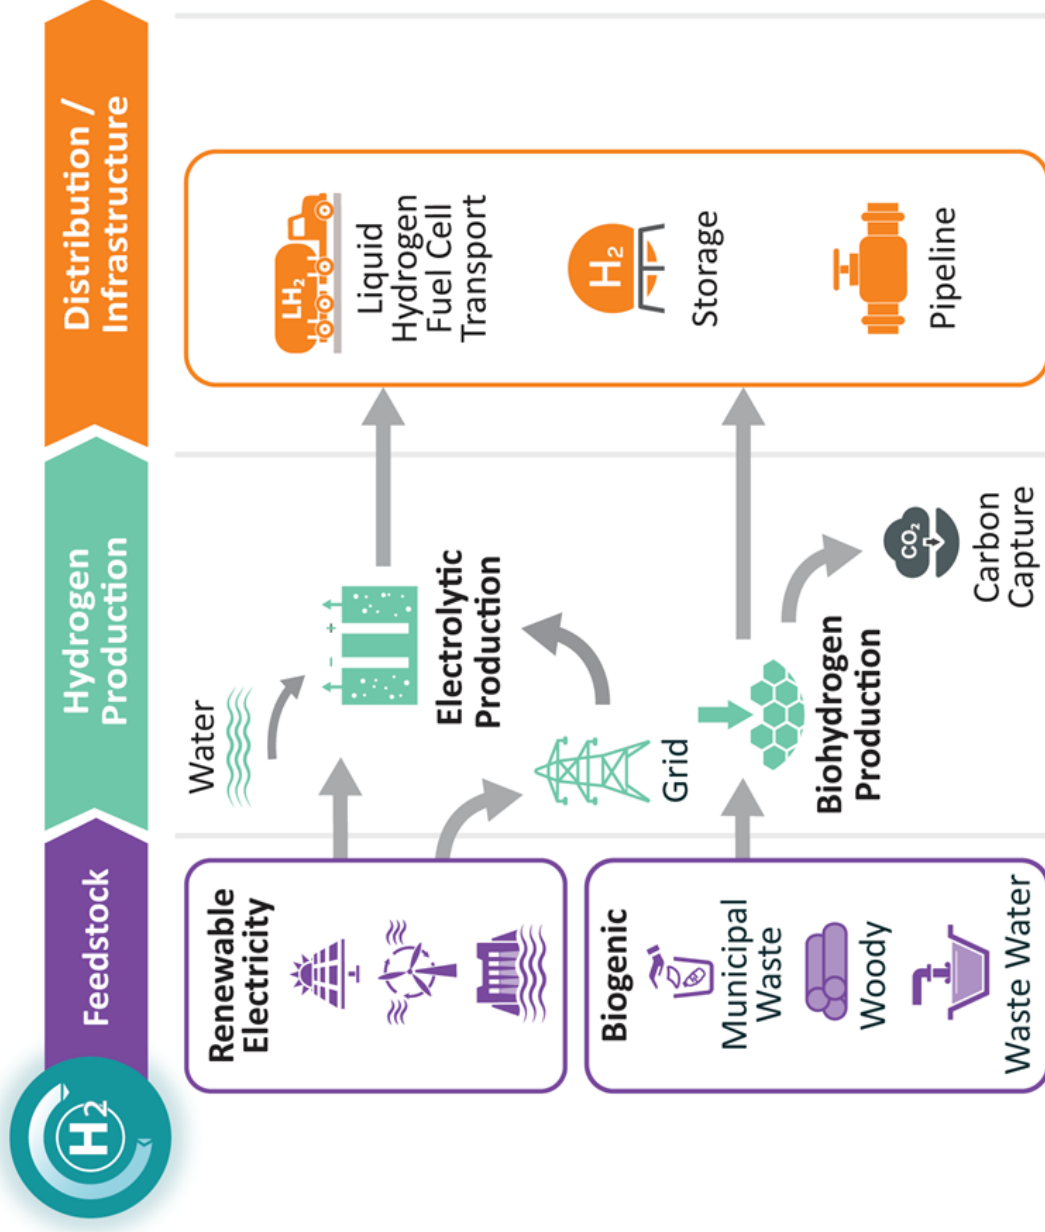 H2
Feedstock
Hydrogen
Production
Distribution /
Infrastructure
Renewable
Electricity
Biogenic
Municipal
Waste
Woody
Waste Water
Water
− +
Electrolytic
Production
Grid
Biohydrogen
Production
CO₂
Carbon
Capture
LH₂
Liquid
Hydrogen
Fuel Cell
Transport
H₂
Storage
Pipeline